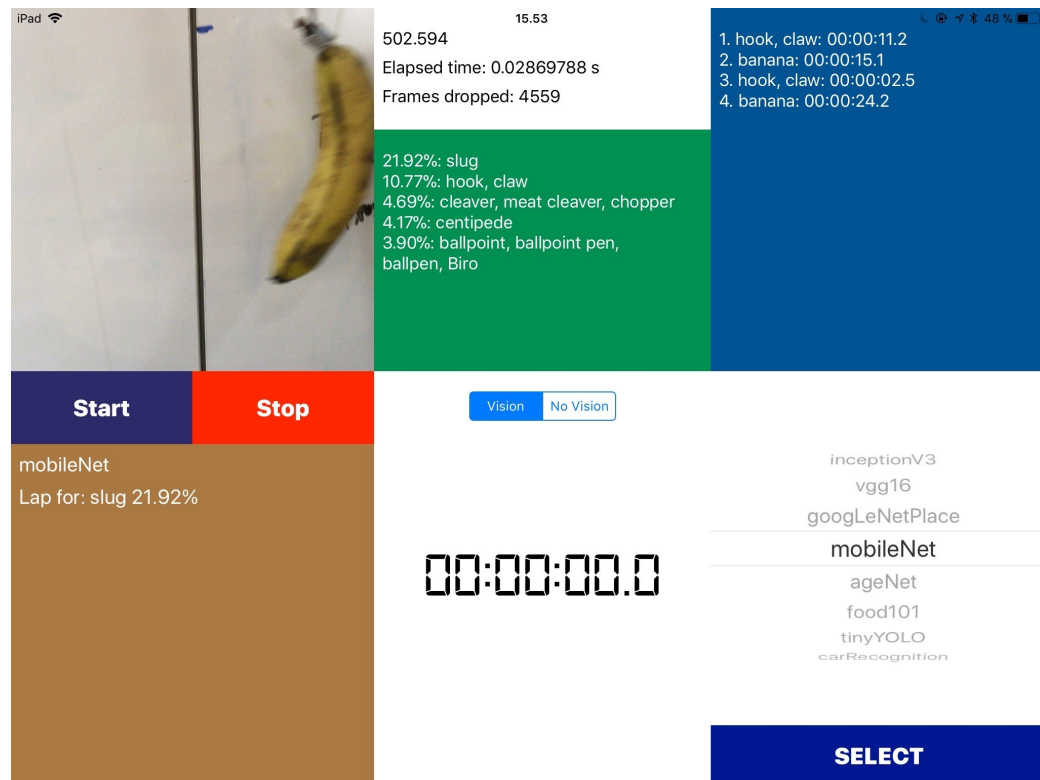 iPad
15.53
48 %
502.594
Elapsed time: 0.02869788 s
Frames dropped: 4559
21.92%: slug
10.77%: hook, claw
4.69%: cleaver, meat cleaver, chopper
4.17%: centipede
3.90%: ballpoint, ballpoint pen,
ballpen, Biro
1. hook, claw: 00:00:11.2
2. banana: 00:00:15.1
3. hook, claw: 00:00:02.5
4. banana: 00:00:24.2
Start
Stop
mobileNet
Lap for: slug 21.92%
Vision
No Vision
00:00:00.0
inceptionV3
vgg16
googLeNetPlace
mobileNet
ageNet
food101
tinyYOLO
carRecognition
SELECT